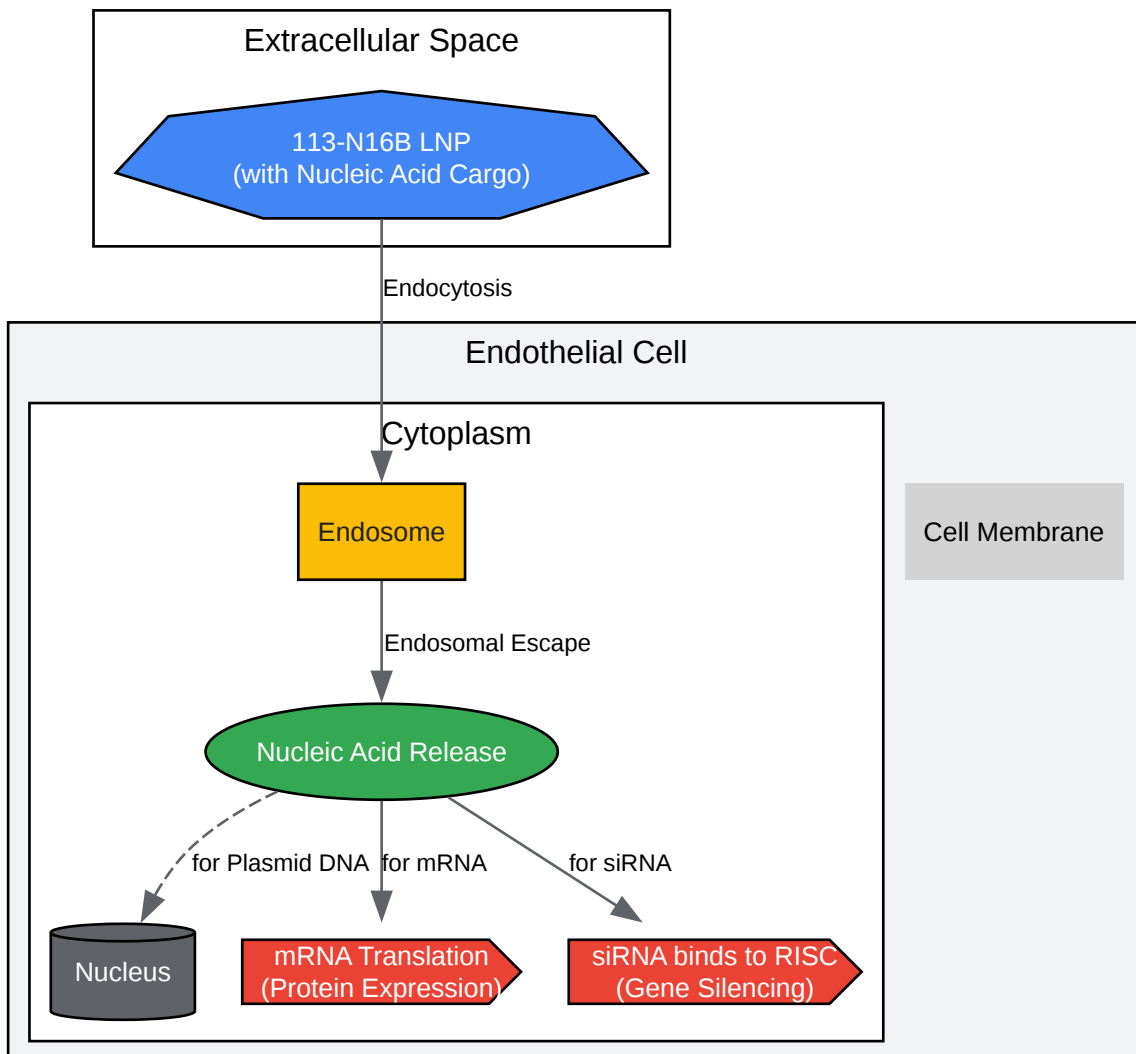 Extracellular Space
113-N16B LNP
(with Nucleic Acid Cargo)
Endocytosis
Endothelial Cell
Cytoplasm
Endosome
Cell Membrane
Endosomal Escape
Nucleic Acid Release
for Plasmid DNA
for mRNA
for siRNA
Nucleus
mRNA Translation
(Protein Expression)
siRNA binds to RISC
(Gene Silencing)